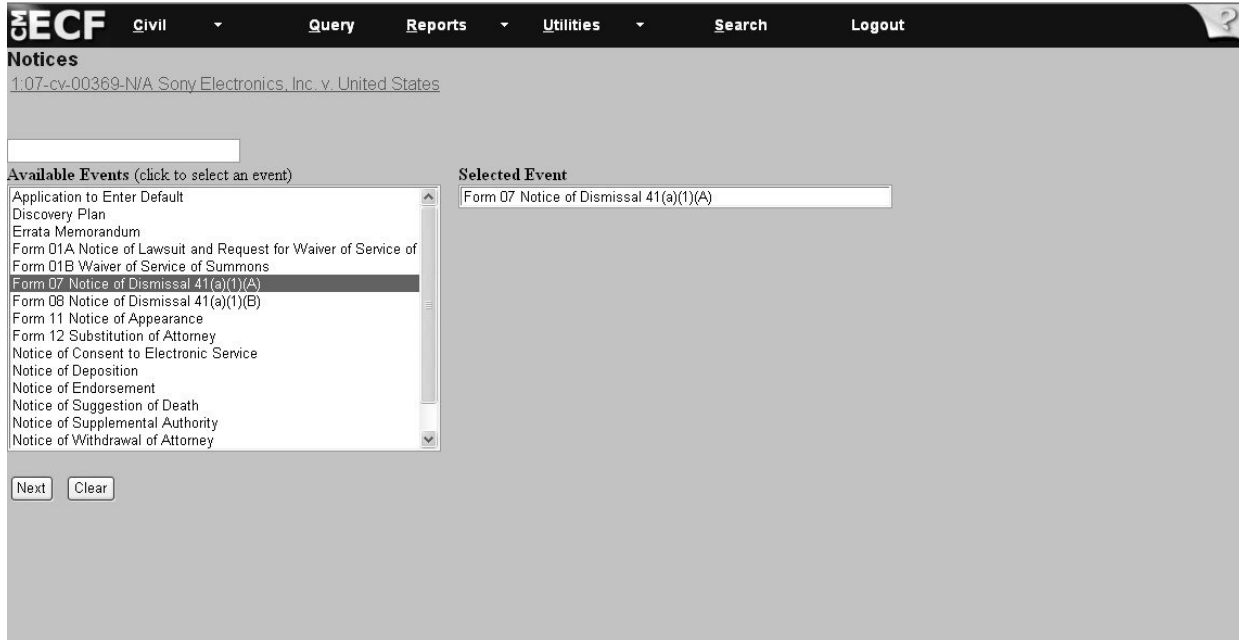 CM ECF Civil Query Reports Utilities Search Logout ?
Notices
1:07-cv-00369-N/A Sony Electronics, Inc. v. United States
Available Events (click to select an event)
Selected Event
Application to Enter Default
Form 07 Notice of Dismissal 41(a)(1)(A)
Discovery Plan
Errata Memorandum
Form 01A Notice of Lawsuit and Request for Waiver of Service of
Form 01B Waiver of Service of Summons
Form 07 Notice of Dismissal 41(a)(1)(A)
Form 08 Notice of Dismissal 41(a)(1)(B)
Form 11 Notice of Appearance
Form 12 Substitution of Attorney
Notice of Consent to Electronic Service
Notice of Deposition
Notice of Endorsement
Notice of Suggestion of Death
Notice of Supplemental Authority
Notice of Withdrawal of Attorney
Next Clear